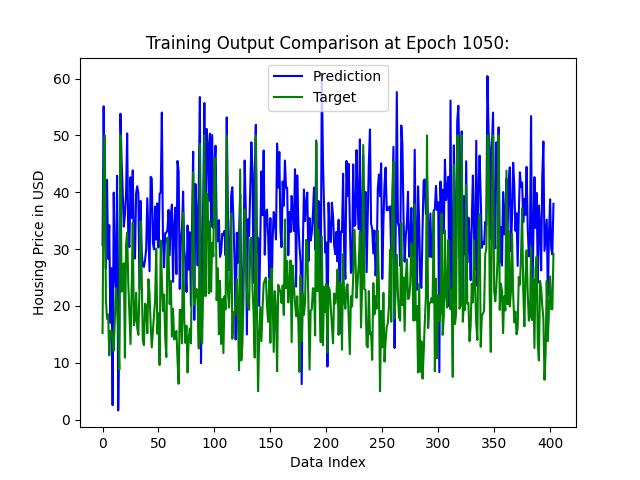 Training Output Comparison at Epoch 1050:
Prediction
Target
60
50
40
30
20
10
0
Housing Price in USD
0 50 100 150 200 250 300 350 400
Data Index